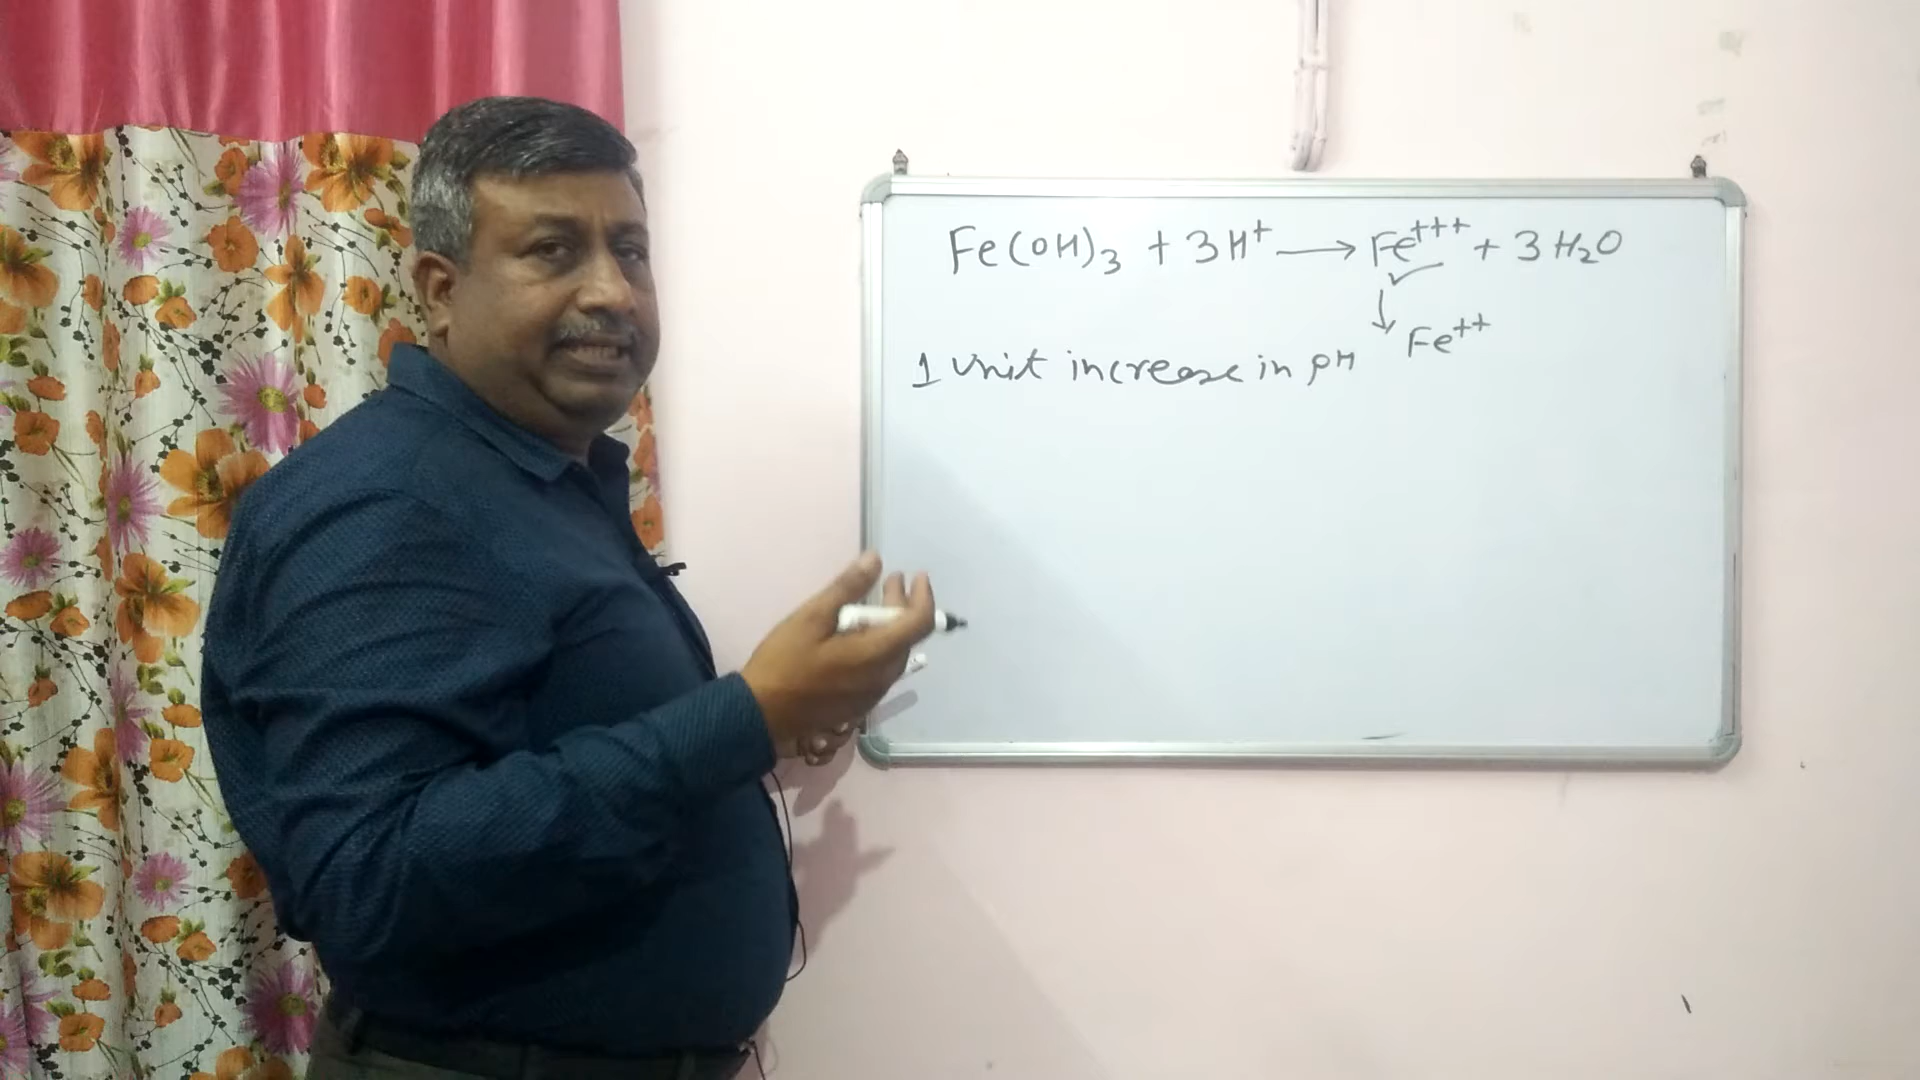 Fe(OH)3 + 3H+ → Fe+++ + 3H2O
↓ Fe++
1 unit increase in pH